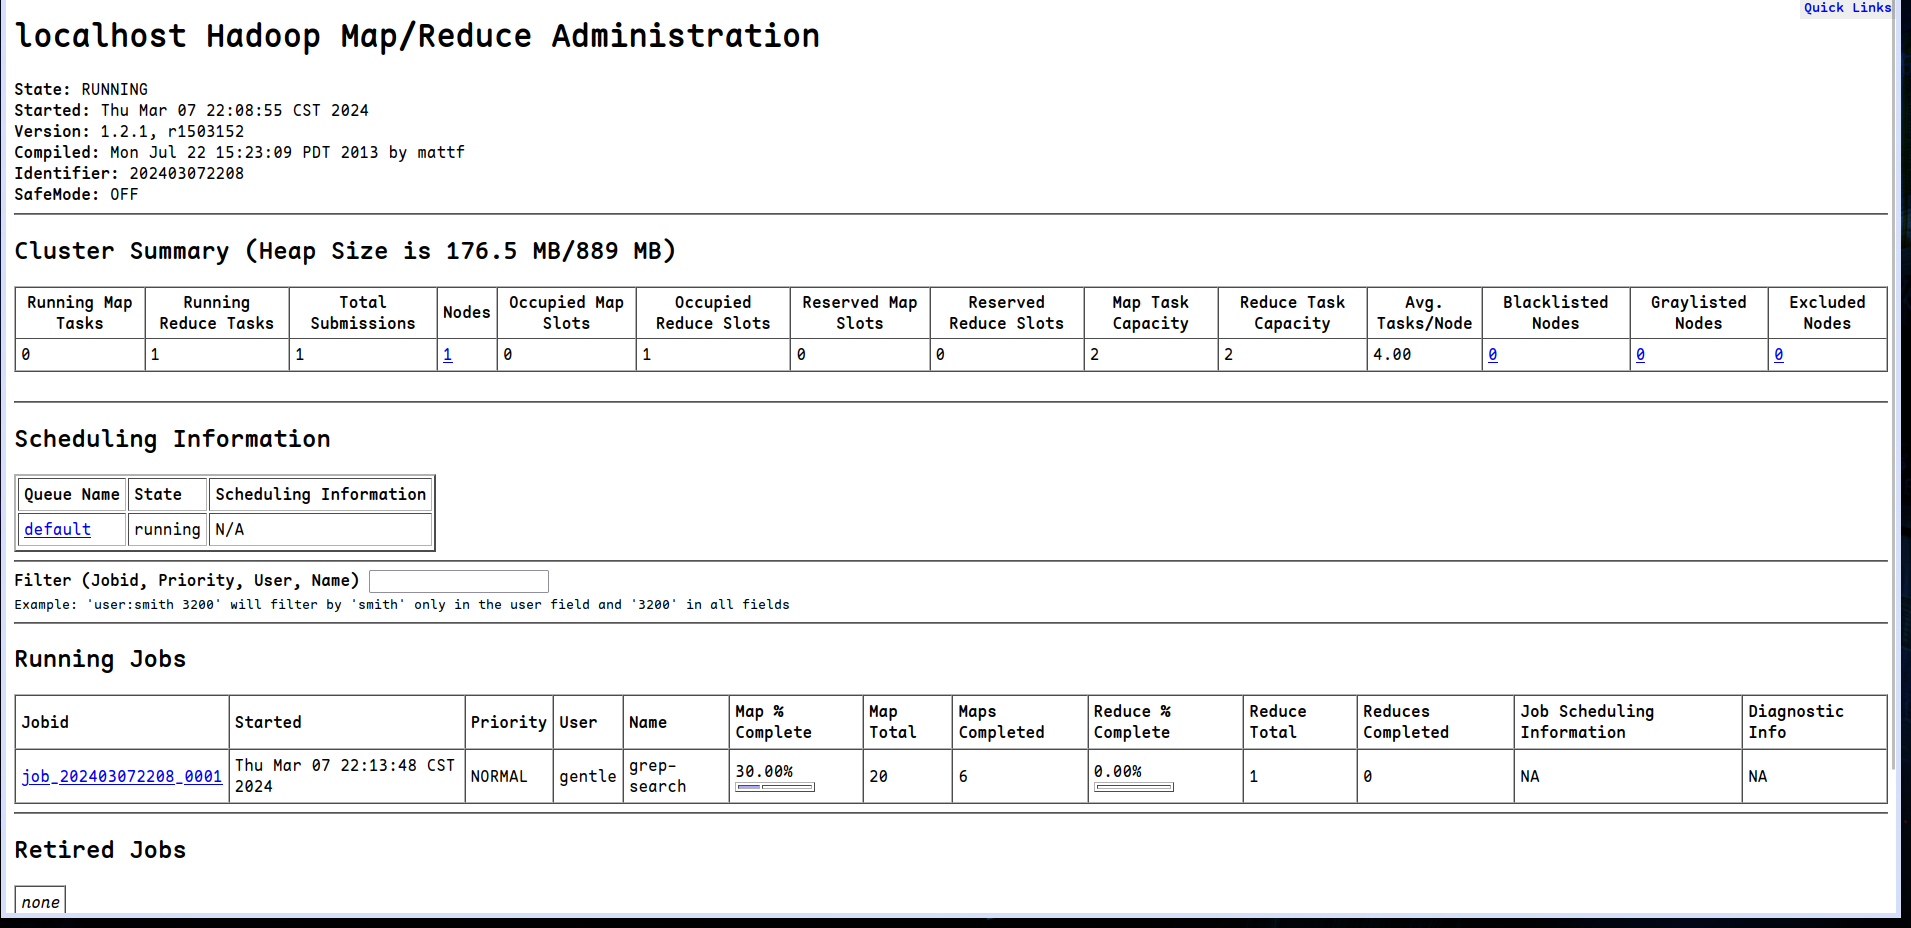 Quick Links
localhost Hadoop Map/Reduce Administration
State: RUNNING
Started: Thu Mar 07 22:08:55 CST 2024
Version: 1.2.1, r1503152
Compiled: Mon Jul 22 15:23:09 PDT 2013 by mattf
Identifier: 202403072208
SafeMode: OFF
Cluster Summary (Heap Size is 176.5 MB/889 MB)
Running Map Tasks Running Reduce Tasks Total Submissions Nodes Occupied Map Slots Occupied Reduce Slots Reserved Map Slots Reserved Reduce Slots Map Task Capacity Reduce Task Capacity Avg. Tasks/Node Blacklisted Nodes Graylisted Nodes Excluded Nodes
0 1 1 1 0 1 0 0 2 2 4.00 0 0 0
Scheduling Information
Queue Name State Scheduling Information
default running N/A
Filter (Jobid, Priority, User, Name)
Example: 'user:smith 3200' will filter by 'smith' only in the user field and '3200' in all fields
Running Jobs
Jobid Started Priority User Name Map % Complete Map Total Maps Completed Reduce % Complete Reduce Total Reduces Completed Job Scheduling Information Diagnostic Info
job_202403072208_0001 Thu Mar 07 22:13:48 CST 2024 NORMAL gentle grep-search 30.00% 20 6 0.00% 1 0 NA NA
Retired Jobs
none